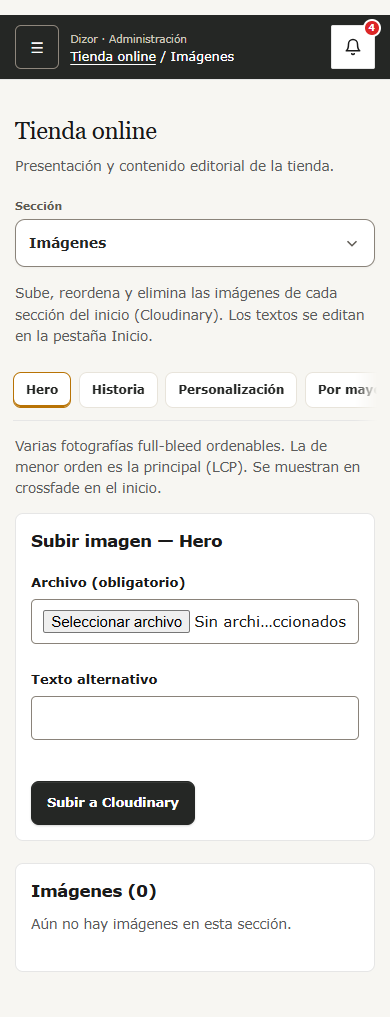 4
Dizor · Administración
Tienda online / Imágenes
Tienda online
Presentación y contenido editorial de la tienda.
Sección
Imágenes
Sube, reordena y elimina las imágenes de cada
sección del inicio (Cloudinary). Los textos se editan
en la pestaña Inicio.
Hero Historia Personalización Por mayo
Varias fotografías full-bleed ordenables. La de
menor orden es la principal (LCP). Se muestran en
crossfade en el inicio.
Subir imagen — Hero
Archivo (obligatorio)
Seleccionar archivo Sin archi...ccionados
Texto alternativo
Subir a Cloudinary
Imágenes (0)
Aún no hay imágenes en esta sección.